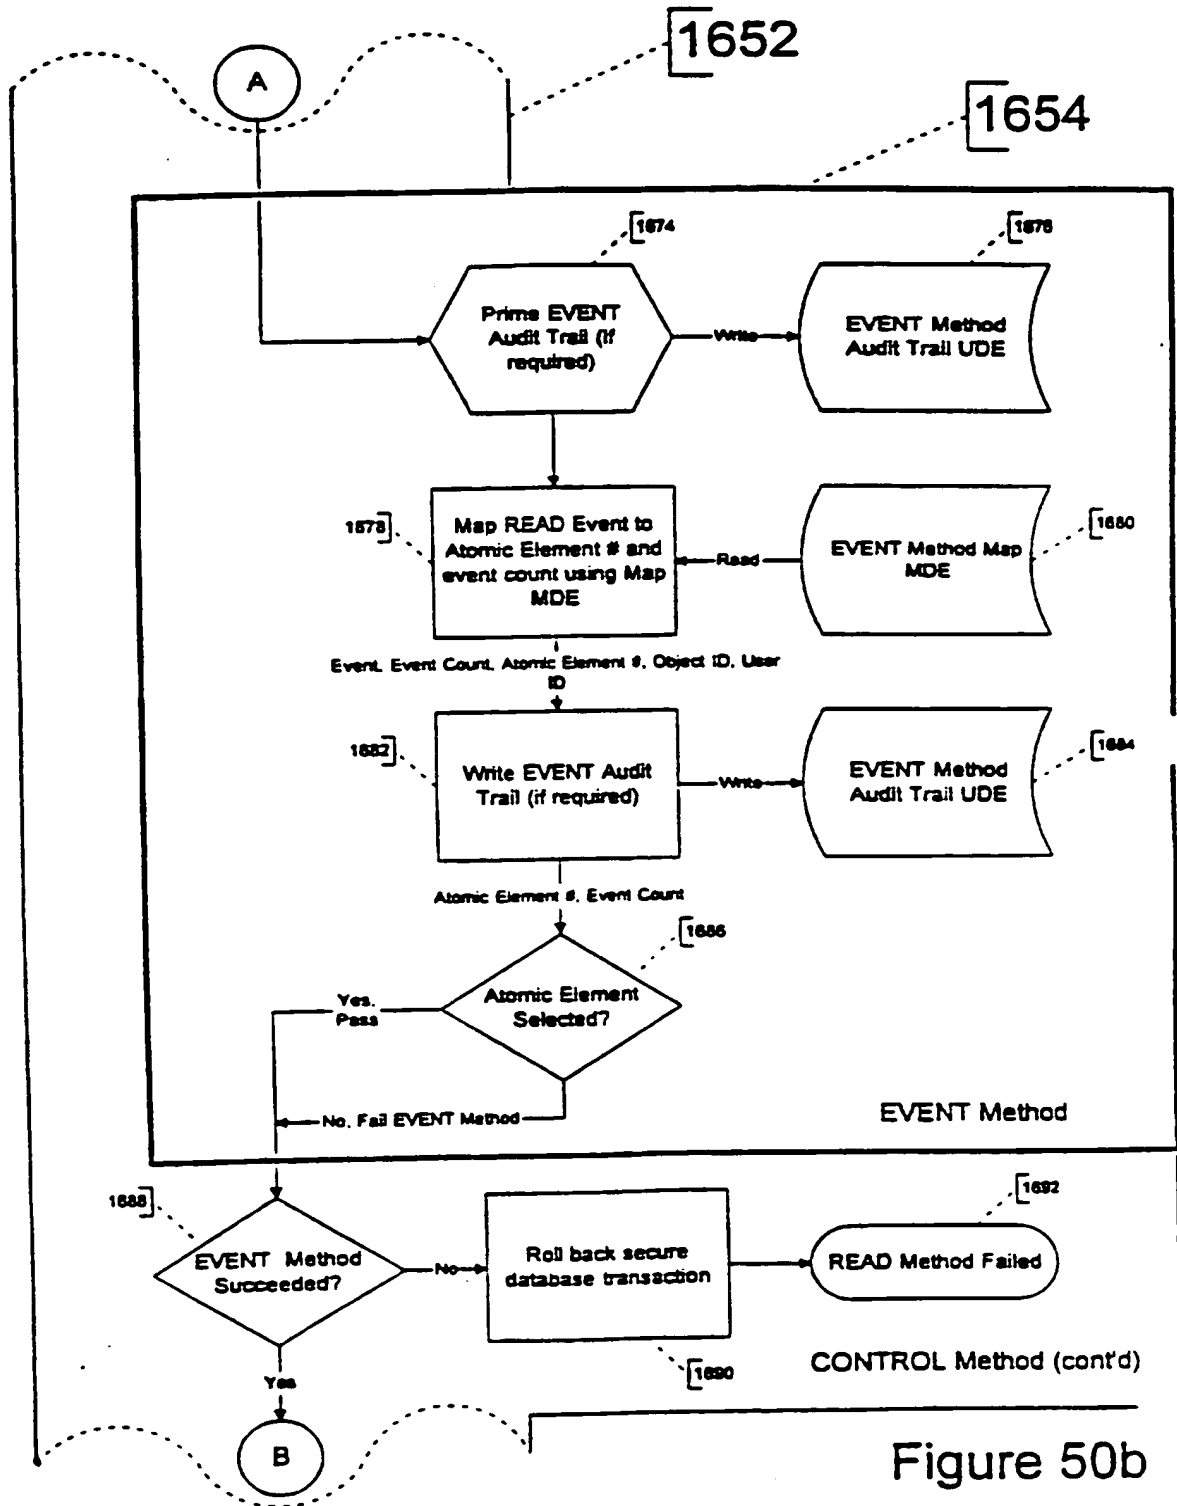 1652
A
1654
1674
1676
Prime EVENT
Audit Trail (if
required)
Write
EVENT Method
Audit Trail UDE
1678
Map READ Event to
Atomic Element # and
event count using Map
MDE
Read
EVENT Method Map
MDE
1680
Event, Event Count, Atomic Element #, Object ID, User
ID
1682
Write EVENT Audit
Trail (if required)
Write
EVENT Method
Audit Trail UDE
1684
Atomic Element #, Event Count
1686
Atomic Element
Selected?
Yes,
Pass
No, Fail EVENT Method
EVENT Method
1688
EVENT Method
Succeeded?
No
Roll back secure
database transaction
1692
READ Method Failed
1690
Yes
CONTROL Method (cont'd)
B
Figure 50b